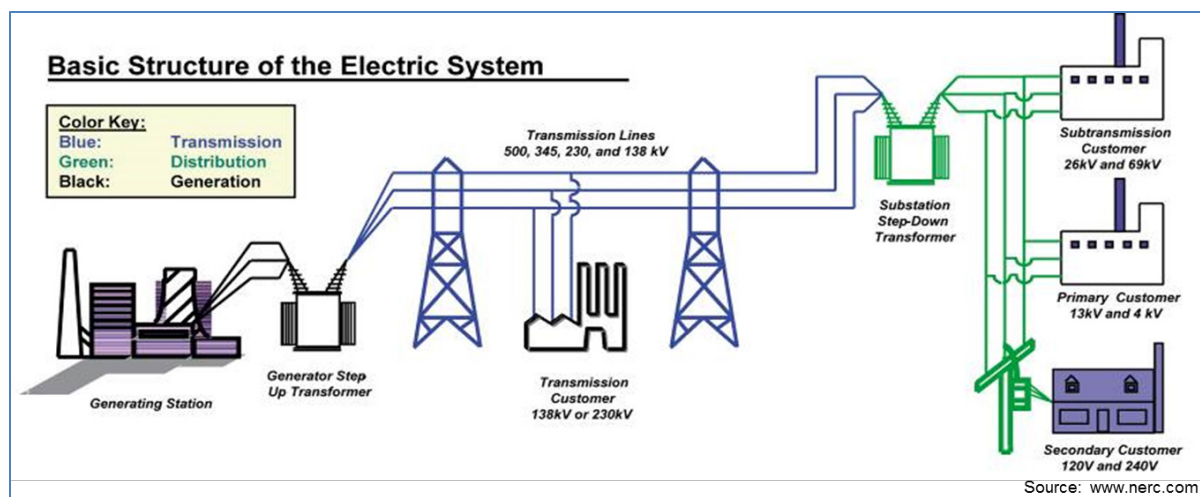 Basic Structure of the Electric System
Color Key:
Blue: Transmission
Green: Distribution
Black: Generation
Transmission Lines
500, 345, 230, and 138 kV
Subtransmission
Customer
26kV and 69kV
Substation
Step-Down
Transformer
Primary Customer
13kV and 4 kV
Generating Station
Generator Step
Up Transformer
Transmission
Customer
138kV or 230kV
Secondary Customer
120V and 240V
Source: www.nerc.com